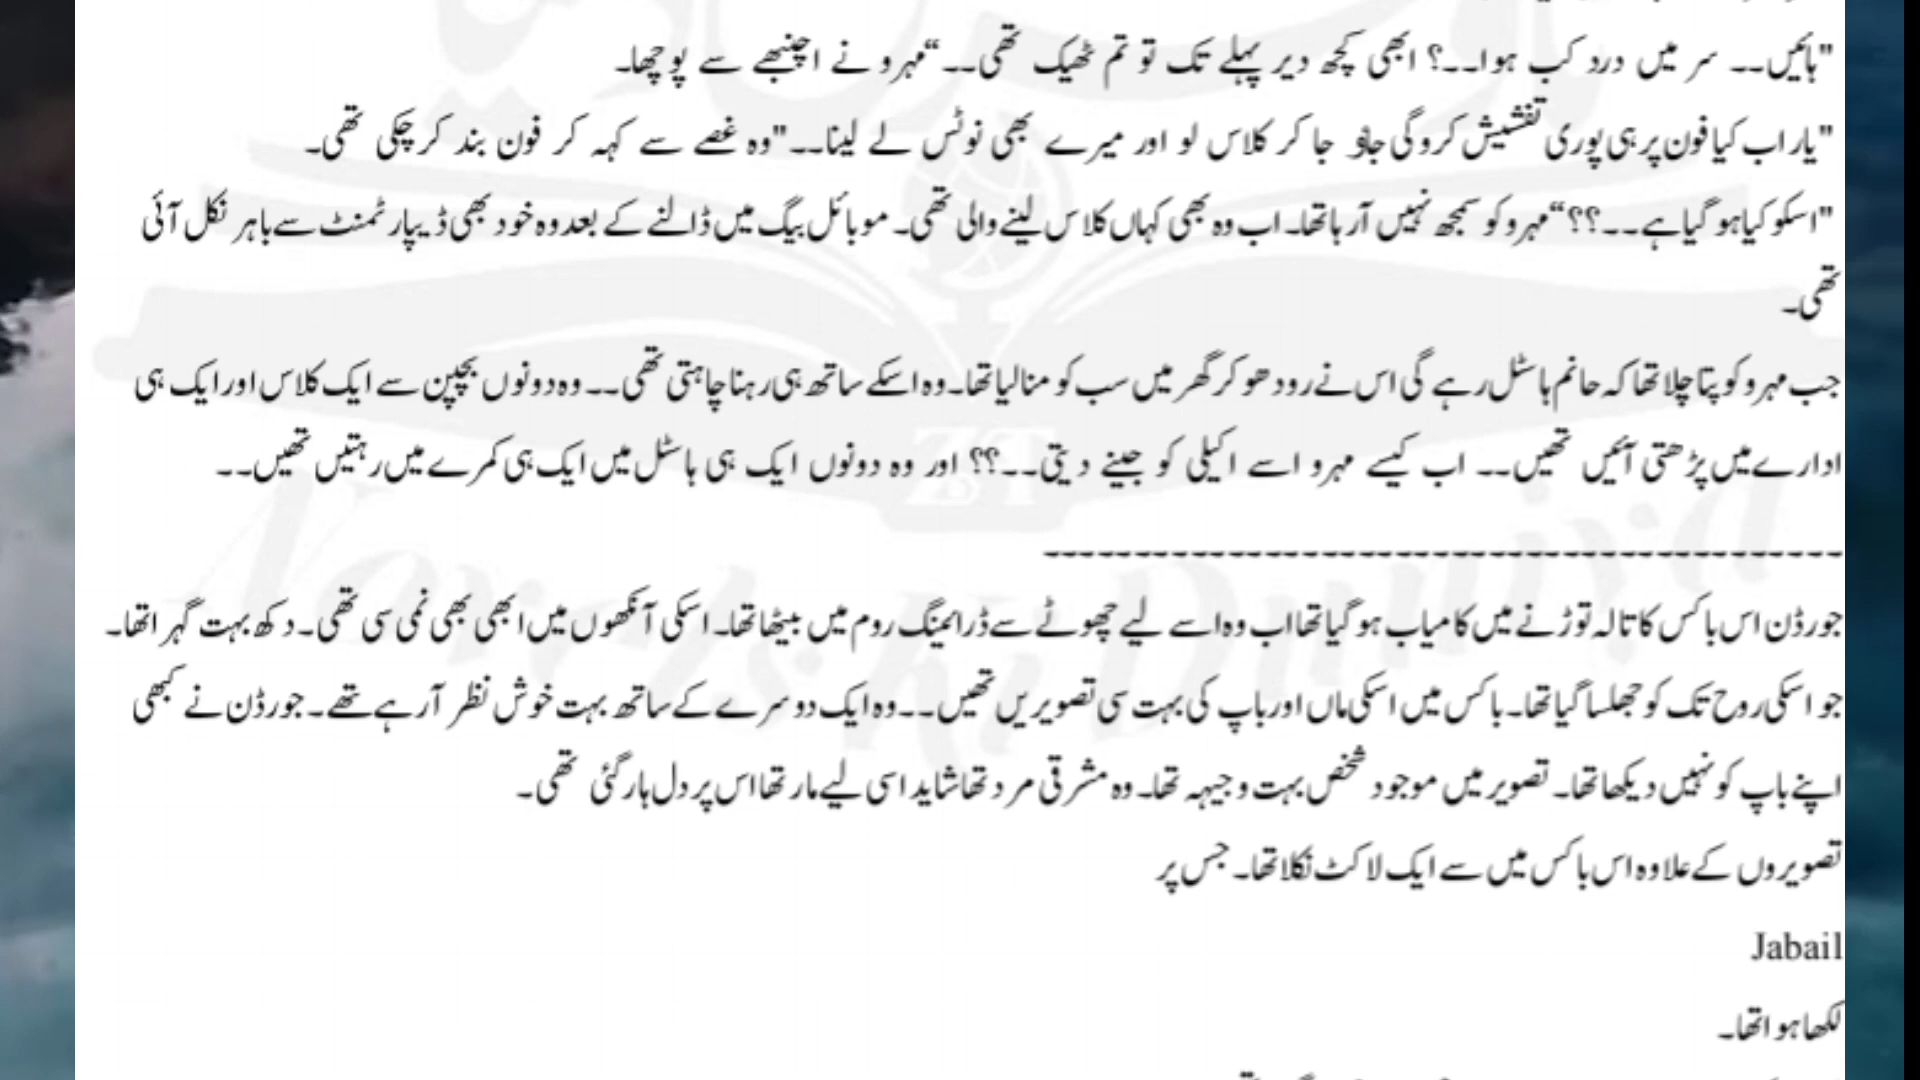 "ہائیں۔۔ سر میں درد کب ہوا۔۔؟ ابھی کچھ دیر پہلے تک تو تم ٹھیک تھی۔۔“مہرو نے اچنبھے سے پوچھا۔
"یار اب کیا فون پر ہی پوری تفشیش کرو گی جاؤ جا کر کلاس لو اور میرے بھی نوٹس لے لینا۔۔"وہ غصے سے کہہ کر فون بند کر چکی تھی۔
"اسکو کیا ہو گیا ہے۔۔؟؟“مہرو کو سمجھ نہیں آرہا تھا۔ اب وہ بھی کہاں کلاس لینے والی تھی۔ موبائل بیگ میں ڈالنے کے بعد وہ خود بھی ڈیپارٹمنٹ سے باہر نکل آئی
تھی۔
جب مہرو کو پتا چلا تھا کہ حانم ہاسٹل رہے گی اس نے رو دھو کر گھر میں سب کو منا لیا تھا۔ وہ اسکے ساتھ ہی رہنا چاہتی تھی۔۔ وہ دونوں بچپن سے ایک کلاس اور ایک ہی
ادارے میں پڑھتی آئیں تھیں۔۔ اب کیسے مہرو اسے اکیلی کو جینے دیتی۔۔؟؟ اور وہ دونوں ایک ہی ہاسٹل میں ایک ہی کمرے میں رہتیں تھیں۔۔
-------------------------------------------
جورڈن اس باکس کا تالہ توڑنے میں کامیاب ہو گیا تھا اب وہ اسے لیے چھوٹے سے ڈرائینگ روم میں بیٹھا تھا۔ اسکی آنکھوں میں ابھی بھی نمی سی تھی۔ دکھ بہت گہرا تھا۔
جو اسکی روح تک کو جھلسا گیا تھا۔ باکس میں اسکی ماں اور باپ کی بہت سی تصویریں تھیں۔۔ وہ ایک دوسرے کے ساتھ بہت خوش نظر آرہے تھے۔ جورڈن نے کبھی
اپنے باپ کو نہیں دیکھا تھا۔ تصویر میں موجود شخص بہت وجیہہ تھا۔ وہ مشرقی مرد تھا شاید اسی لیے مارتھا اس پر دل ہار گئی تھی۔
تصویروں کے علاوہ اس باکس میں سے ایک لاکٹ نکلا تھا۔ جس پر
Jabail
لکھا ہوا تھا۔